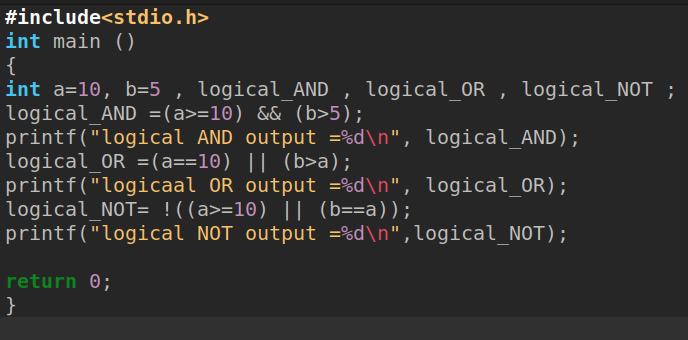 #include<stdio.h>
int main ()
{
int a=10, b=5 , logical_AND , logical_OR , logical_NOT ;
logical_AND =(a>=10) && (b>5);
printf("logical AND output =%d\n", logical_AND);
logical_OR =(a==10) || (b>a);
printf("logicaal OR output =%d\n", logical_OR);
logical_NOT= !((a>=10) || (b==a));
printf("logical NOT output =%d\n",logical_NOT);
return 0;
}